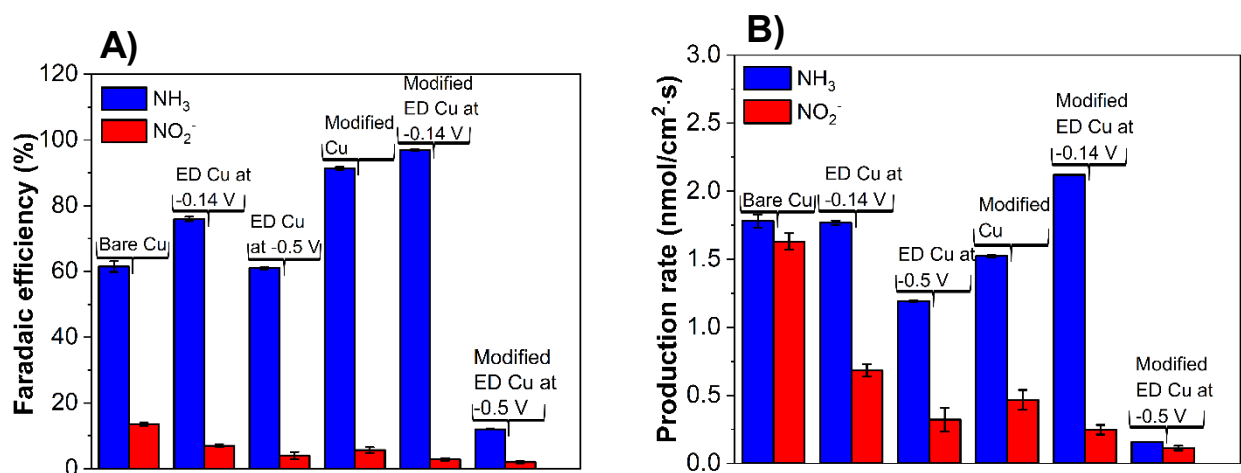 A)
Faradaic efficiency (%)
120
100
80
60
40
20
0
NH₃
NO₂⁻
Bare Cu
ED Cu at
-0.14 V
ED Cu
at -0.5 V
Modified
Cu
Modified
ED Cu at
-0.14 V
Modified
ED Cu at
-0.5 V
B)
Production rate (nmol/cm²·s)
3.0
2.5
2.0
1.5
1.0
0.5
0.0
NH₃
NO₂⁻
Bare Cu
ED Cu at
-0.14 V
ED Cu at
-0.5 V
Modified
Cu
Modified
ED Cu at
-0.14 V
Modified
ED Cu at
-0.5 V